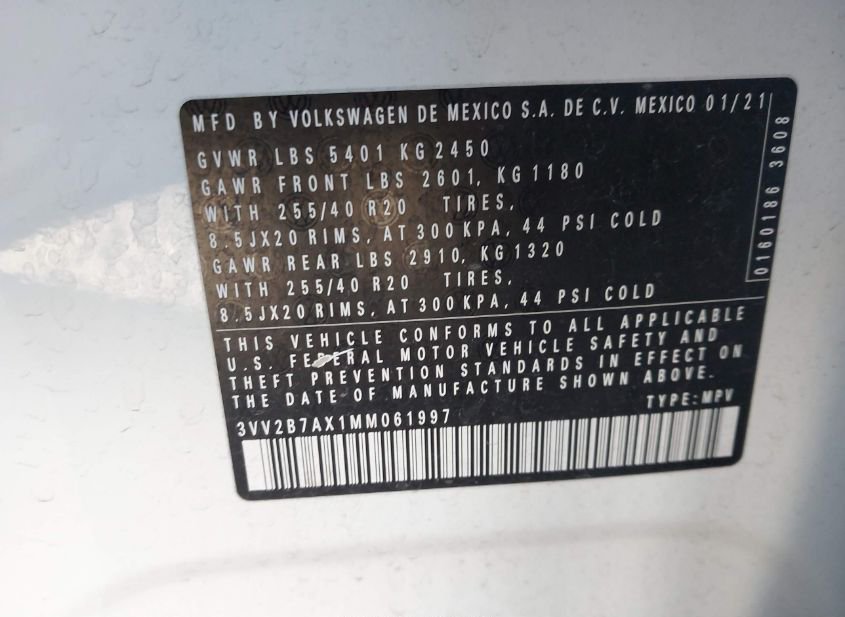 MFD BY VOLKSWAGEN DE MEXICO S.A. DE C.V. MEXICO 01/21
GVWR LBS 5401 KG 2450
GAWR FRONT LBS 2601, KG 1180
WITH 255/40 R20 TIRES,
8.5JX20 RIMS, AT 300 KPA, 44 PSI COLD
GAWR REAR LBS 2910, KG 1320
WITH 255/40 R20 TIRES,
8.5JX20 RIMS, AT 300 KPA, 44 PSI COLD
0160186 3608
THIS VEHICLE CONFORMS TO ALL APPLICABLE
U.S. FEDERAL MOTOR VEHICLE SAFETY AND
THEFT PREVENTION STANDARDS IN EFFECT ON
THE DATE OF MANUFACTURE SHOWN ABOVE.
TYPE: MPV
3VV2B7AX1MM061997